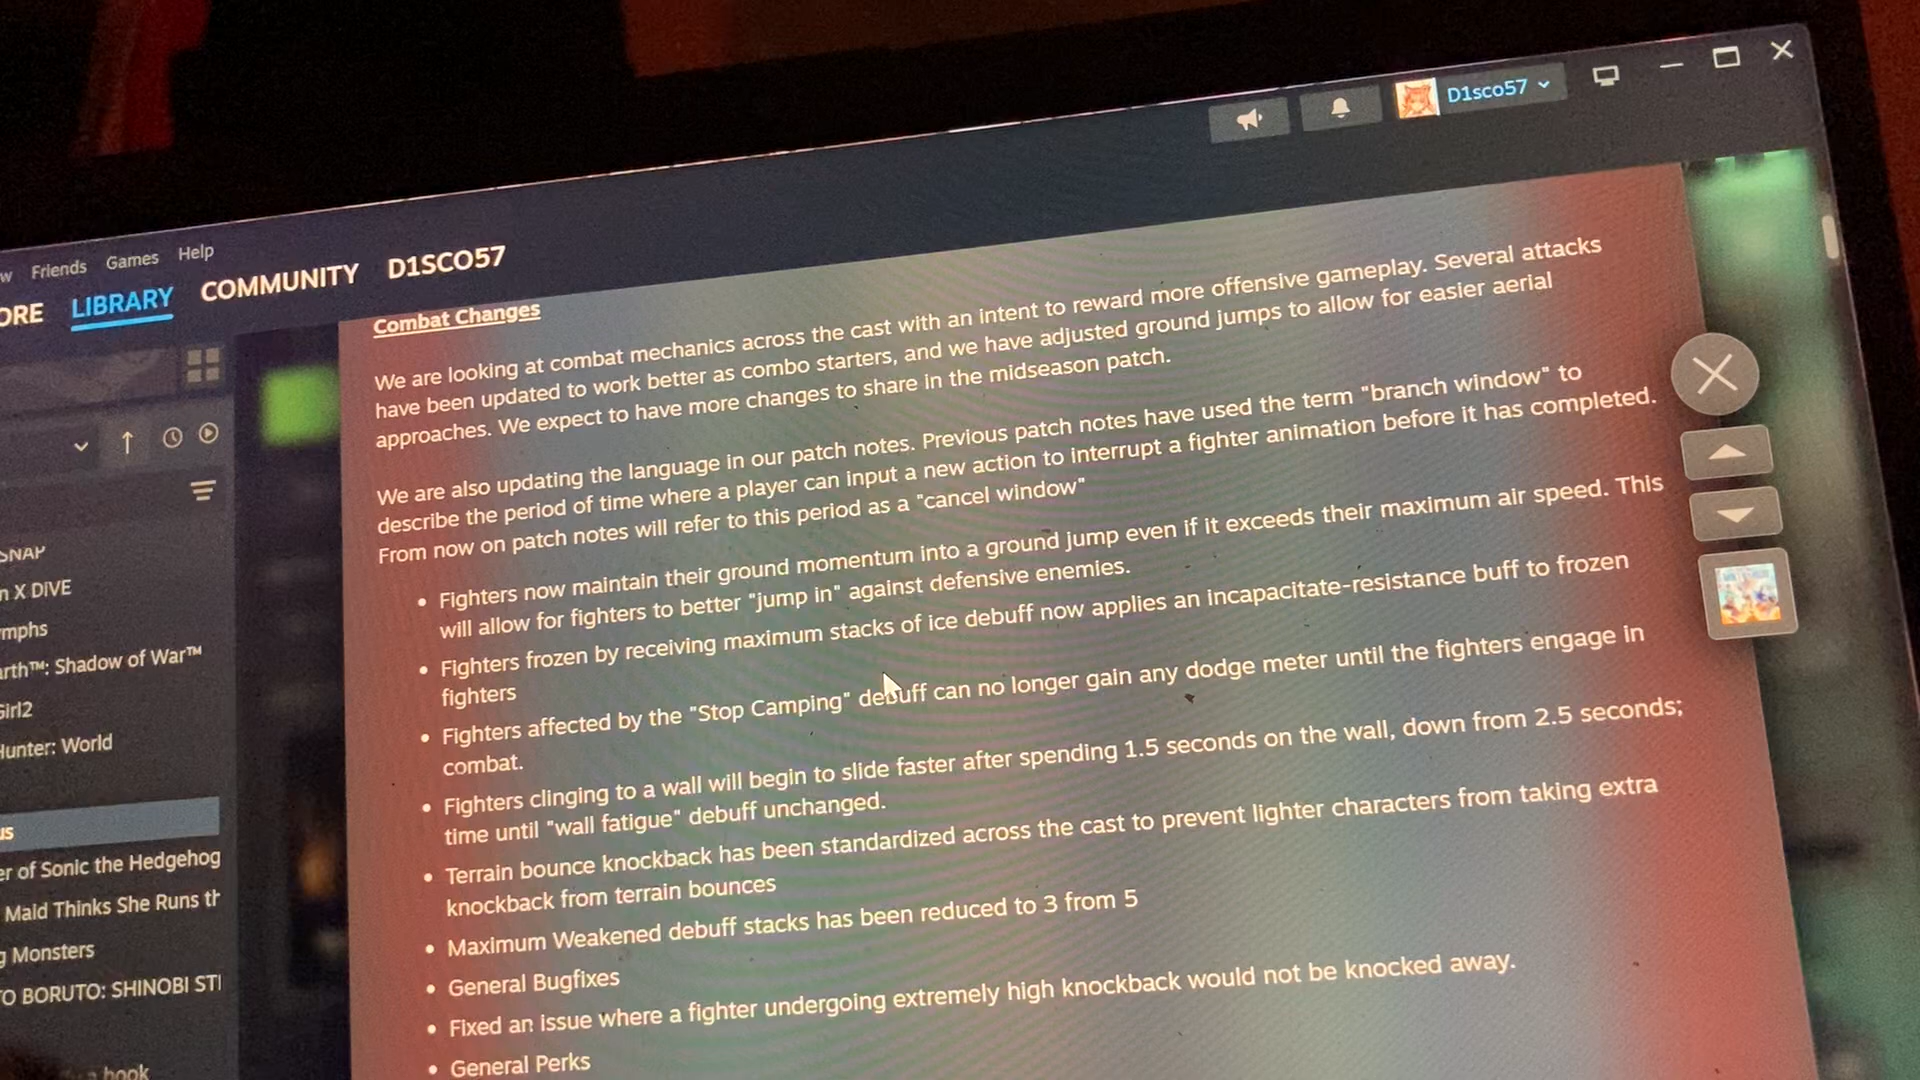 D1sco57
Friends Games Help
LIBRARY COMMUNITY D1SCO57
Combat Changes
We are looking at combat mechanics across the cast with an intent to reward more offensive gameplay. Several attacks
have been updated to work better as combo starters, and we have adjusted ground jumps to allow for easier aerial
approaches. We expect to have more changes to share in the midseason patch.
We are also updating the language in our patch notes. Previous patch notes have used the term "branch window" to
describe the period of time where a player can input a new action to interrupt a fighter animation before it has completed.
From now on patch notes will refer to this period as a "cancel window"
• Fighters now maintain their ground momentum into a ground jump even if it exceeds their maximum air speed. This
will allow for fighters to better "jump in" against defensive enemies.
• Fighters frozen by receiving maximum stacks of ice debuff now applies an incapacitate-resistance buff to frozen
fighters
• Fighters affected by the "Stop Camping" debuff can no longer gain any dodge meter until the fighters engage in
combat.
• Fighters clinging to a wall will begin to slide faster after spending 1.5 seconds on the wall, down from 2.5 seconds;
time until "wall fatigue" debuff unchanged.
• Terrain bounce knockback has been standardized across the cast to prevent lighter characters from taking extra
knockback from terrain bounces
• Maximum Weakened debuff stacks has been reduced to 3 from 5
• General Bugfixes
• Fixed an issue where a fighter undergoing extremely high knockback would not be knocked away.
• General Perks
SNAP
X DIVE
mphs
arth™: Shadow of War™
Girl2
Hunter: World
us
er of Sonic the Hedgehog
Maid Thinks She Runs th
g Monsters
TO BORUTO: SHINOBI STI
book